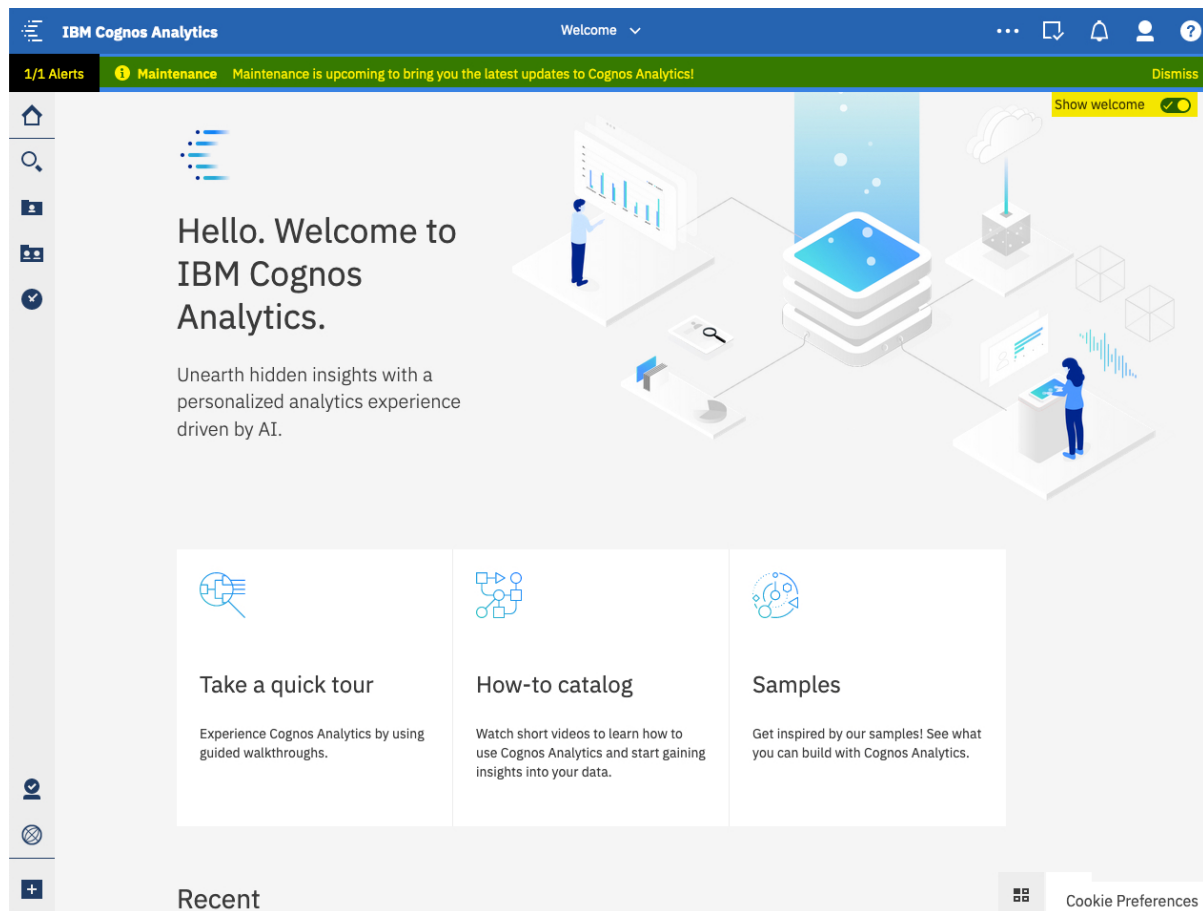 IBM Cognos Analytics
Welcome
1/1 Alerts
Maintenance Maintenance is upcoming to bring you the latest updates to Cognos Analytics!
Dismiss
Show welcome
Hello. Welcome to
IBM Cognos
Analytics.
Unearth hidden insights with a
personalized analytics experience
driven by AI.
Take a quick tour
Experience Cognos Analytics by using
guided walkthroughs.
How-to catalog
Watch short videos to learn how to
use Cognos Analytics and start gaining
insights into your data.
Samples
Get inspired by our samples! See what
you can build with Cognos Analytics.
Recent
Cookie Preferences